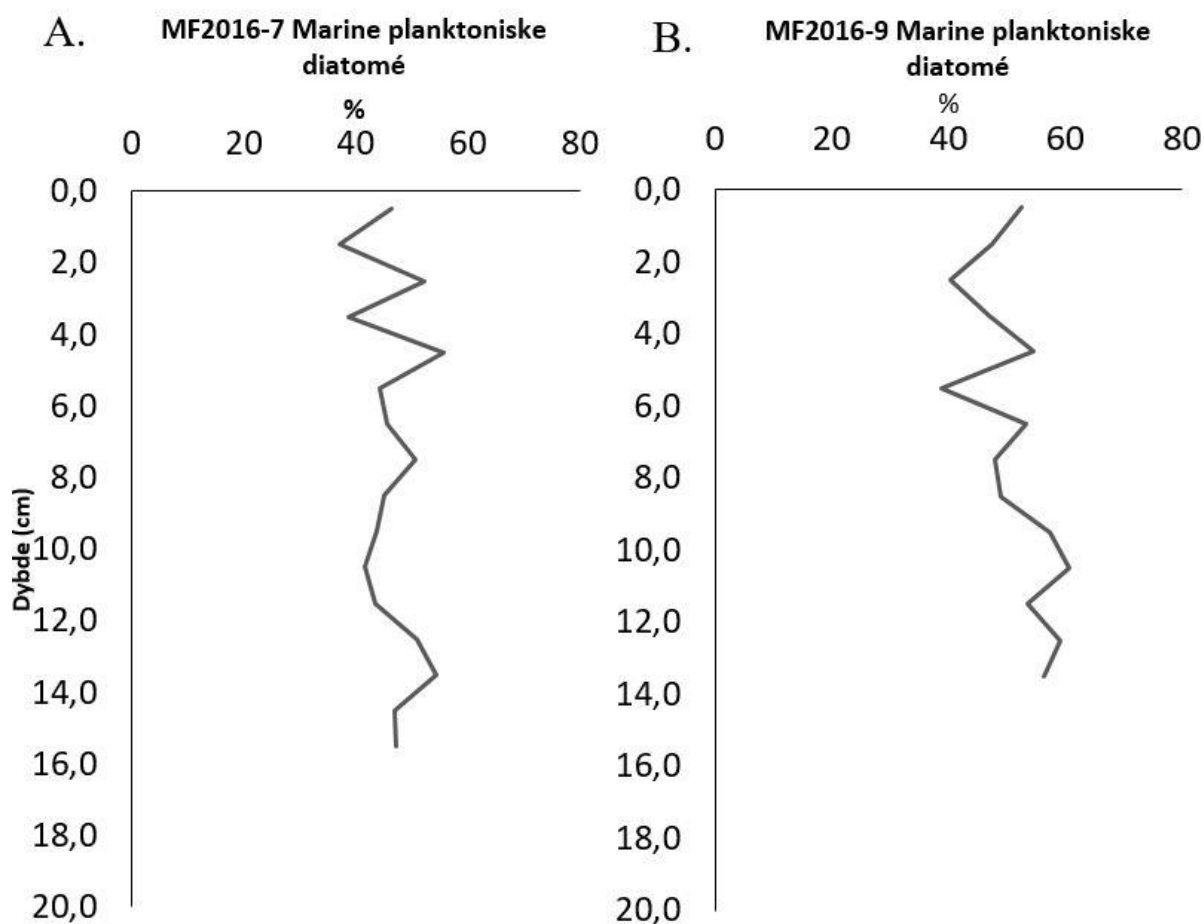 A.
MF2016-7 Marine planktoniske
diatomé
%
0 20 40 60 80
0,0
2,0
4,0
6,0
8,0
10,0
12,0
14,0
16,0
18,0
20,0
Dybde (cm)
B.
MF2016-9 Marine planktoniske
diatomé
%
0 20 40 60 80
0,0
2,0
4,0
6,0
8,0
10,0
12,0
14,0
16,0
18,0
20,0